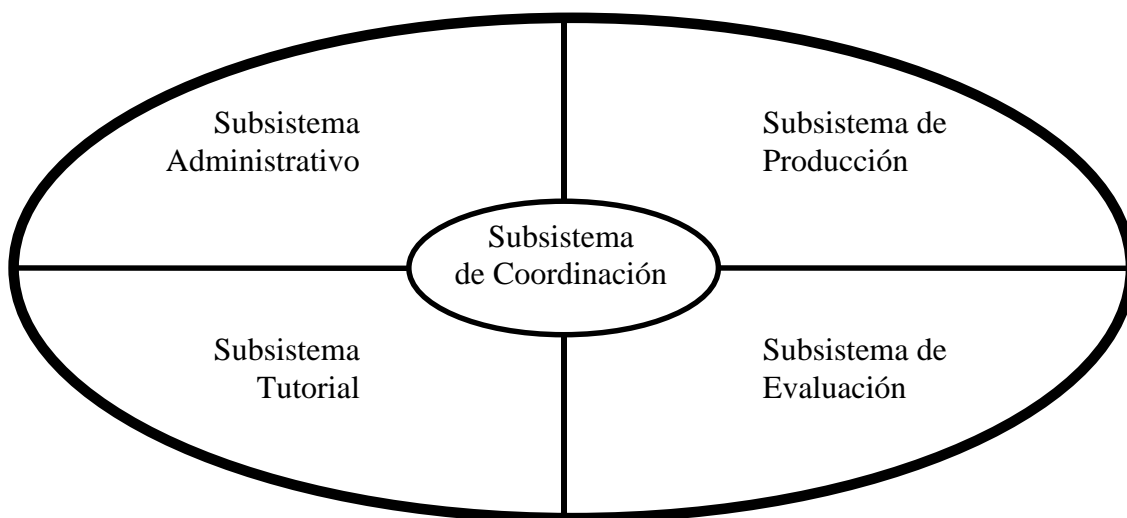 Subsistema
Administrativo
Subsistema de
Producción
Subsistema
de Coordinación
Subsistema
Tutorial
Subsistema de
Evaluación